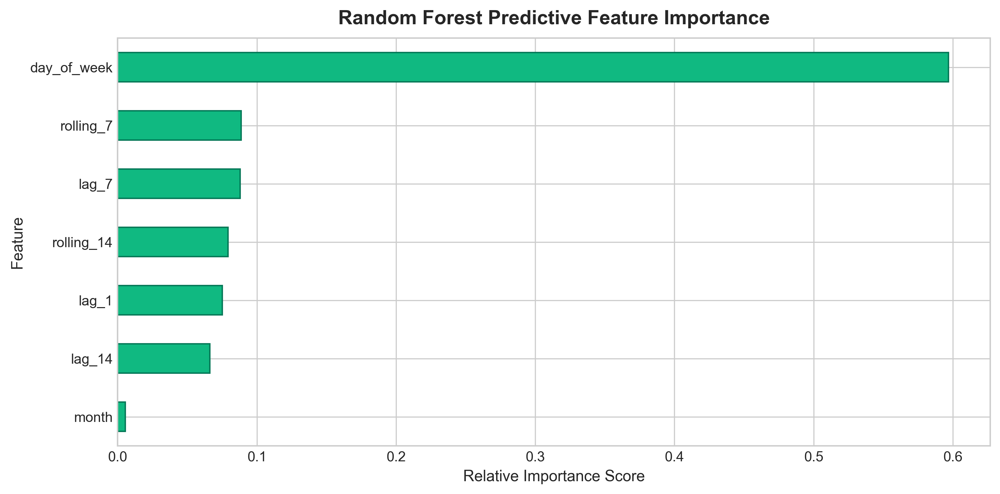 Random Forest Predictive Feature Importance
day_of_week
rolling_7
lag_7
rolling_14
lag_1
lag_14
month
Feature
0.0 0.1 0.2 0.3 0.4 0.5 0.6
Relative Importance Score